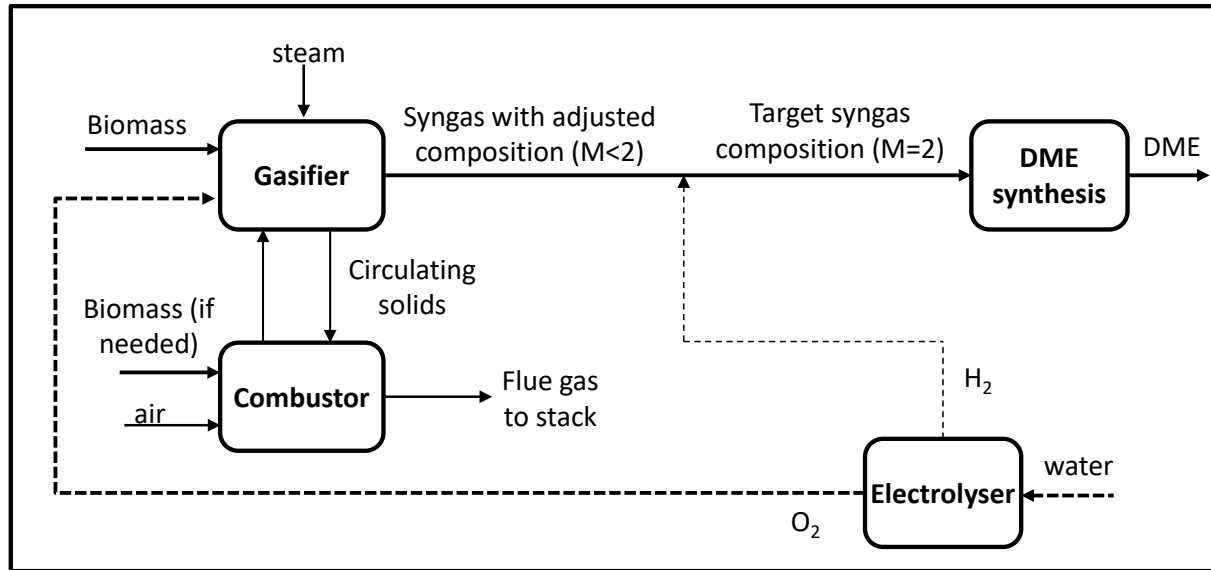 steam
Biomass
Gasifier
Syngas with adjusted
composition (M<2)
Target syngas
composition (M=2)
DME
synthesis
DME
Circulating
solids
Biomass (if
needed)
air
Combustor
Flue gas
to stack
H₂
water
Electrolyser
O₂